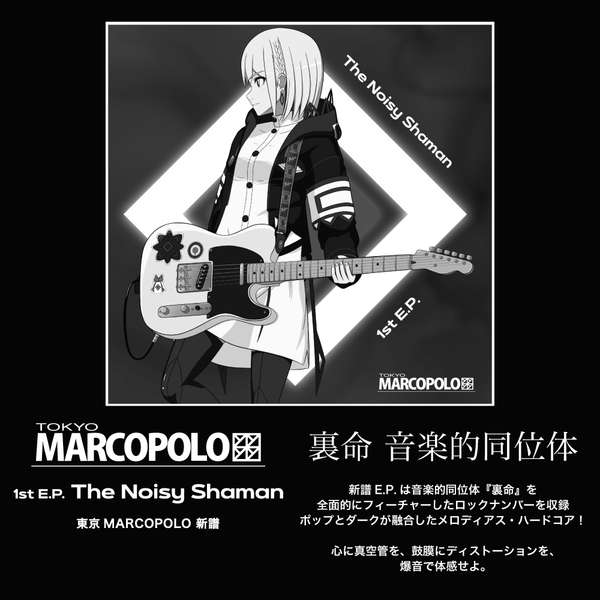 The Noisy Shaman
1st E.P.
TOKYO
MARCOPOLO
TOKYO
MARCOPOLO
1st E.P. The Noisy Shaman
東京 MARCOPOLO 新譜
裏命 音楽的同位体
新譜 E.P. は音楽的同位体『裏命』を
全面的にフィーチャーしたロックナンバーを収録
ポップとダークが融合したメロディアス・ハードコア！
心に真空管を、鼓膜にディストーションを、
爆音で体感せよ。